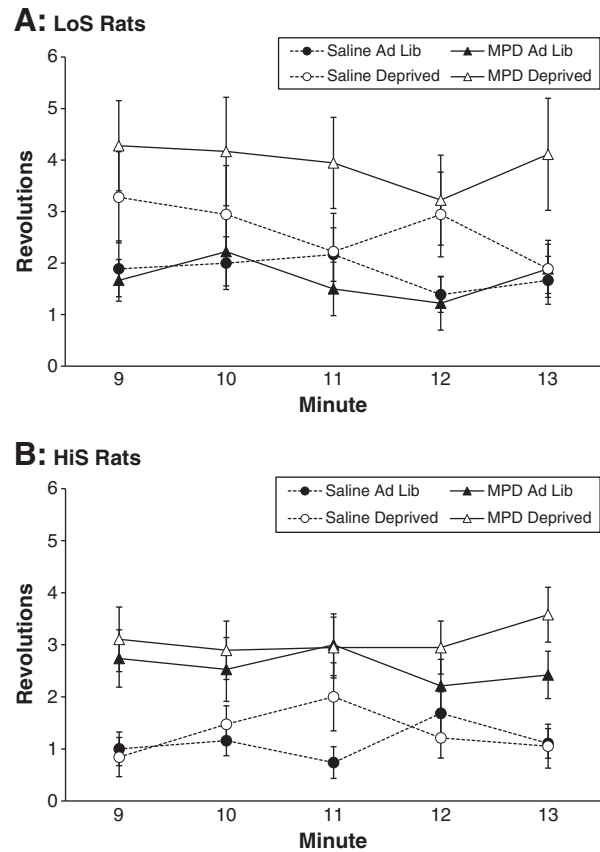 A: LoS Rats
Saline Ad Lib MPD Ad Lib
Saline Deprived MPD Deprived
6
5
4
3
2
1
0
Revolutions
9 10 11 12 13
Minute
B: HiS Rats
Saline Ad Lib MPD Ad Lib
Saline Deprived MPD Deprived
6
5
4
3
2
1
0
Revolutions
9 10 11 12 13
Minute